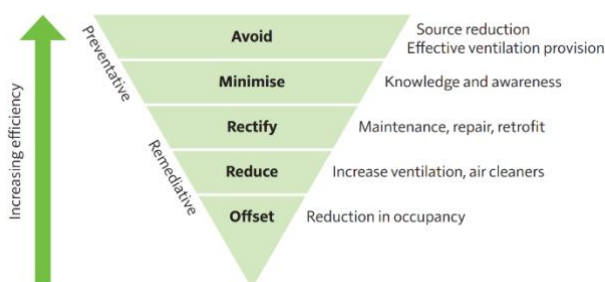 Increasing efficiency
Preventative
Remediative
Avoid
Source reduction
Effective ventilation provision
Minimise
Knowledge and awareness
Rectify
Maintenance, repair, retrofit
Reduce
Increase ventilation, air cleaners
Offset
Reduction in occupancy